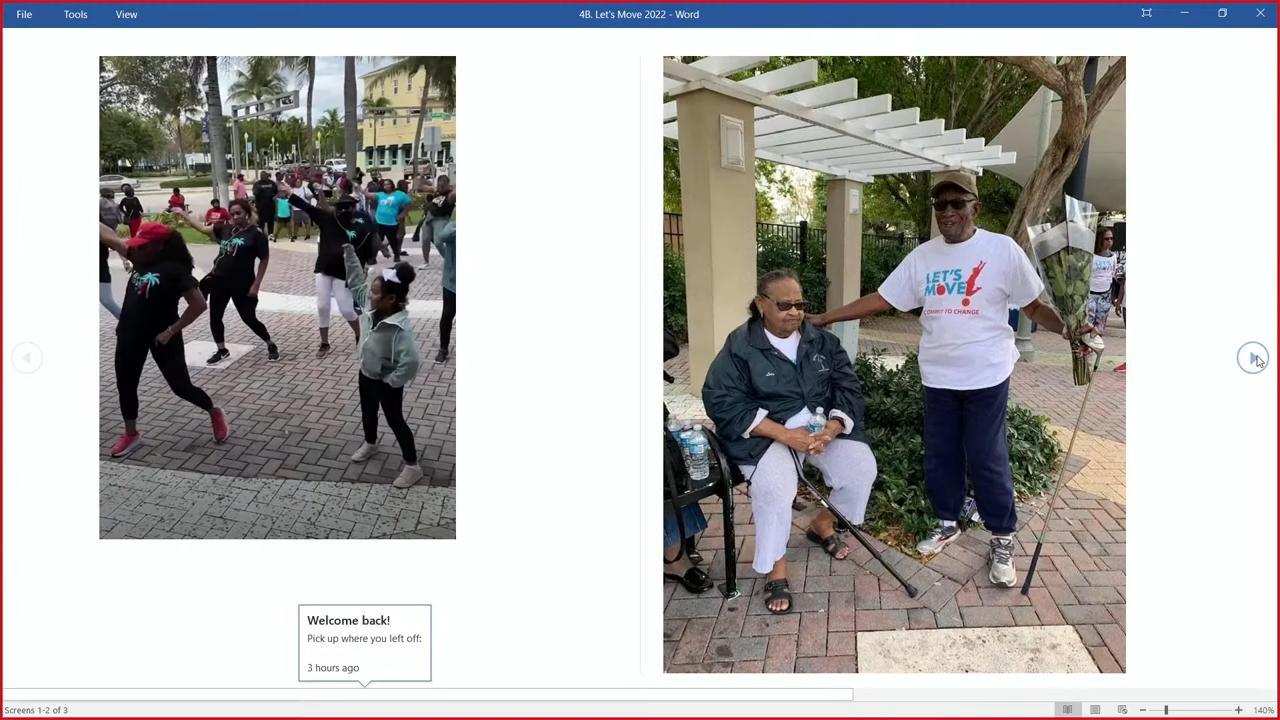 File Tools View 4B. Let's Move 2022 - Word
LET'S
MOVE
COMMIT TO CHANGE
Welcome back!
Pick up where you left off:
3 hours ago
Screens 1-2 of 3
140%